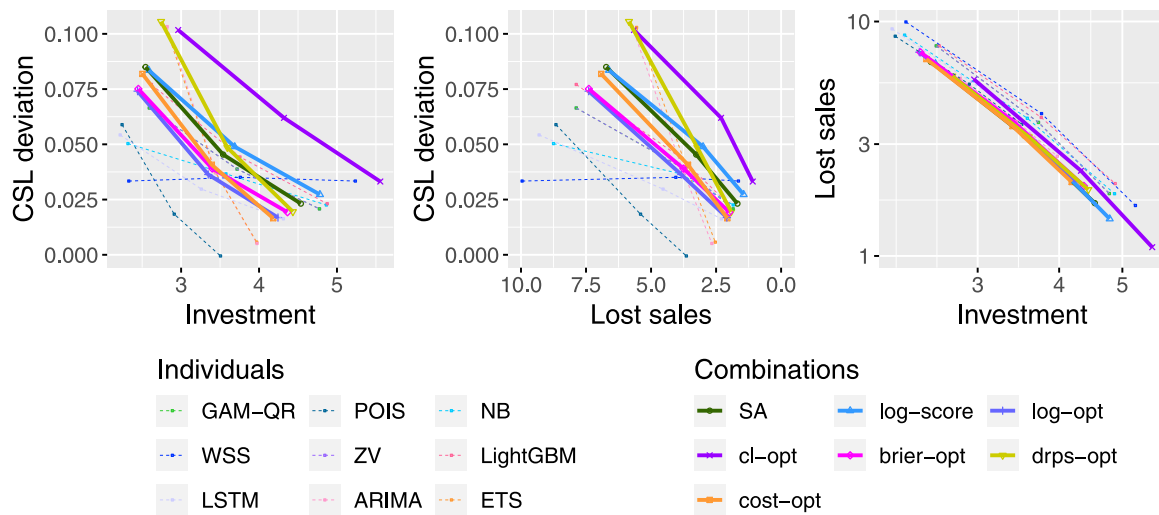 0.100
0.075
0.050
0.025
0.000
3 4 5
Investment
CSL deviation
0.100
0.075
0.050
0.025
0.000
10.0 7.5 5.0 2.5 0.0
Lost sales
CSL deviation
10
3
1
3 4 5
Investment
Lost sales
Individuals
GAM-QR POIS NB
WSS ZV LightGBM
LSTM ARIMA ETS
Combinations
SA log-score log-opt
cl-opt brier-opt drps-opt
cost-opt